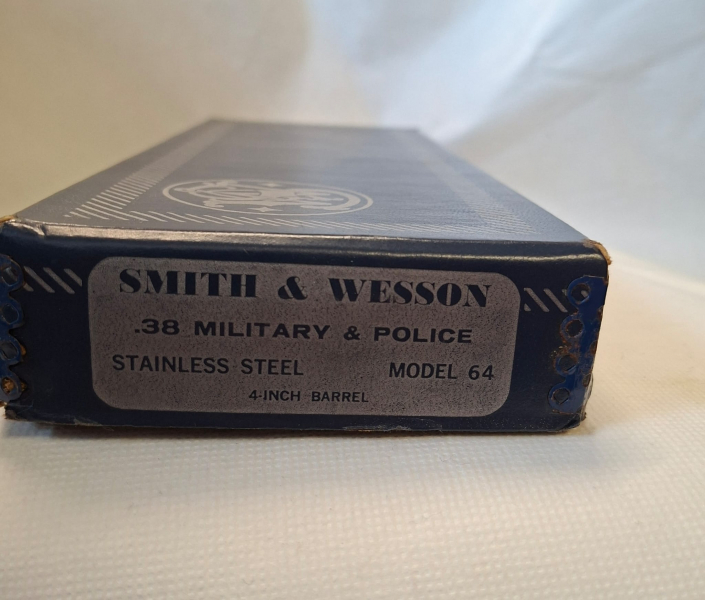 SMITH & WESSON
.38 MILITARY & POLICE
STAINLESS STEEL MODEL 64
4-INCH BARREL